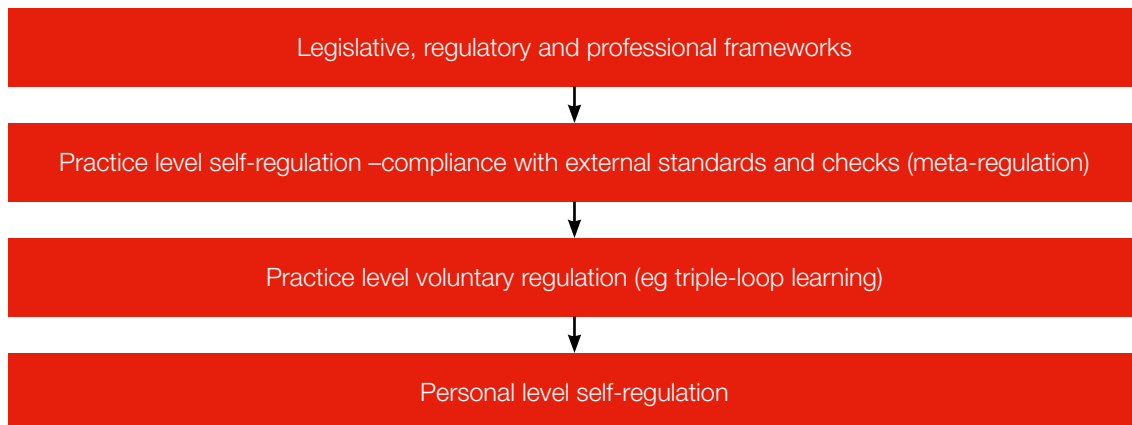 Legislative, regulatory and professional frameworks
Practice level self-regulation –compliance with external standards and checks (meta-regulation)
Practice level voluntary regulation (eg triple-loop learning)
Personal level self-regulation